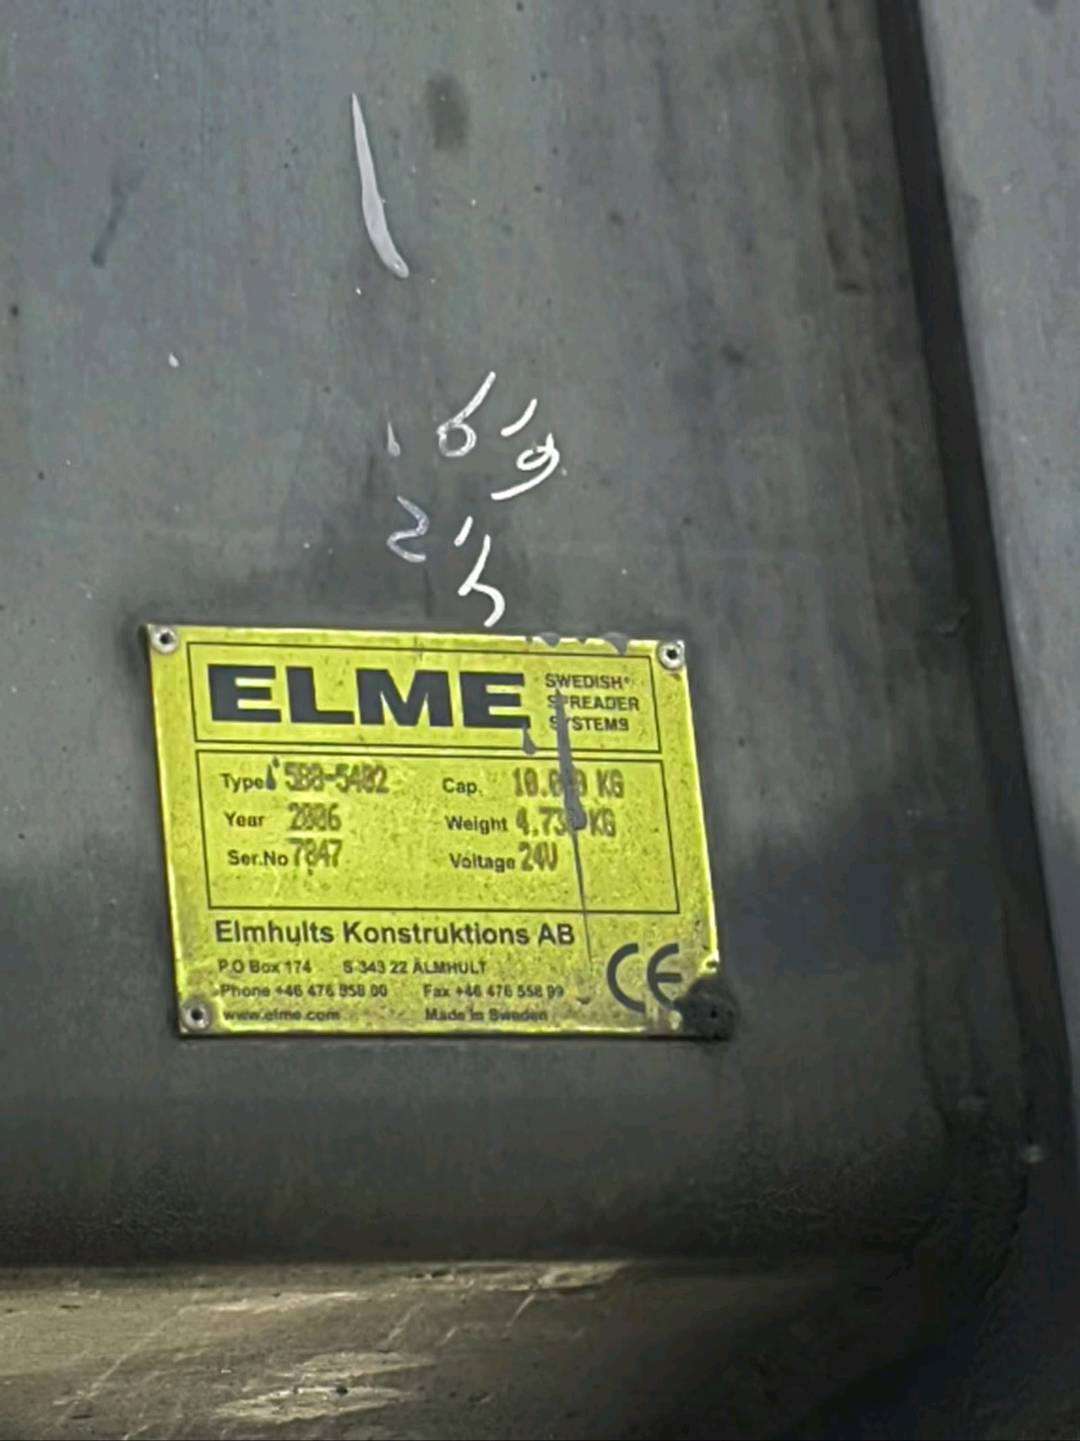 ELME SWEDISH
SPREADER
SYSTEMS
Type 580-5402 Cap. KG
Year 2006 Weight KG
Ser.No 7847 Voltage 24V
Elmhults Konstruktions AB
P.O Box 174 S-343 22 ÄLMHULT
Phone +46 476 558 00 Fax +46 476 558 99
www.elme.com Made in Sweden
CE